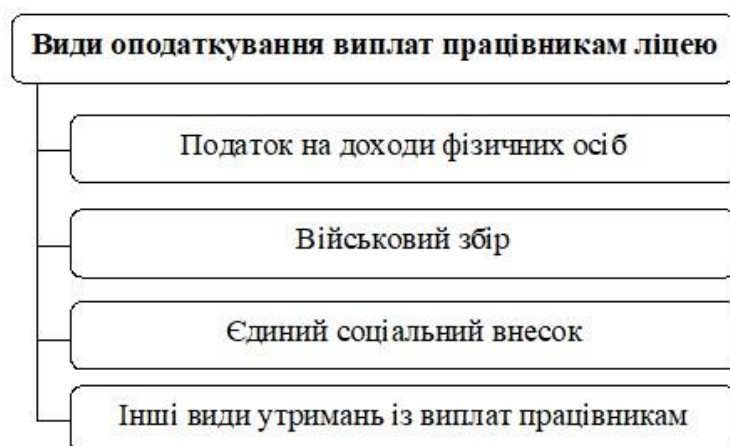 Види оподаткування виплат працівникам ліцею
Податок на доходи фізичних осіб
Військовий збір
Єдиний соціальний внесок
Інші види утримань із виплат працівникам